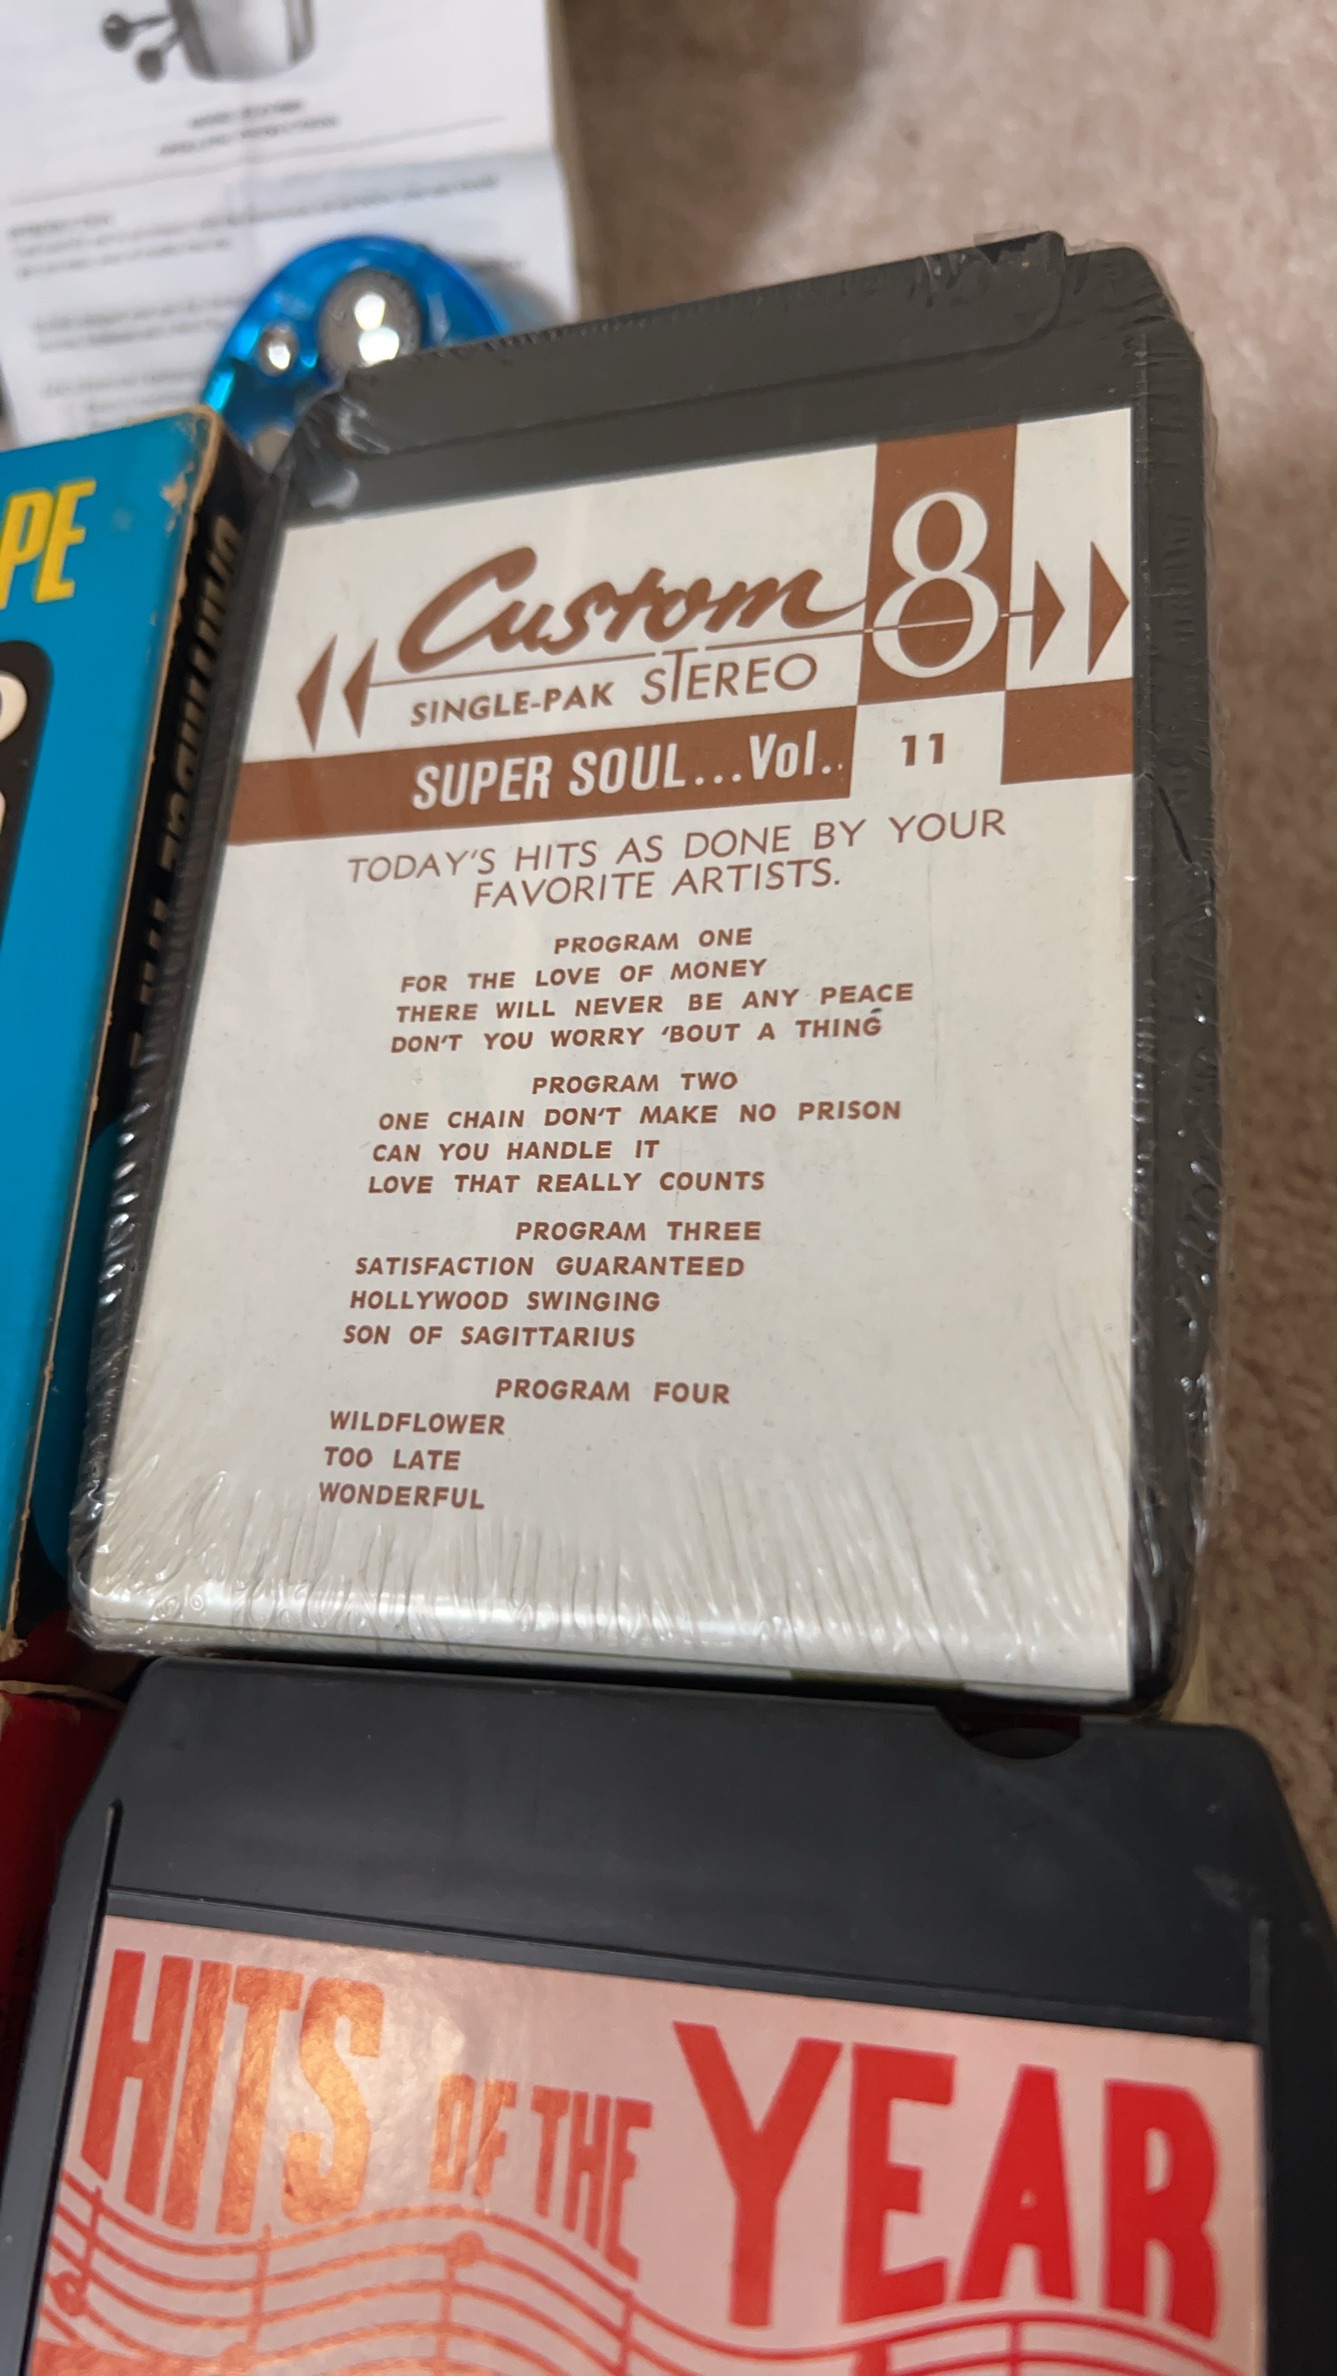 PE
Custom 8
SINGLE-PAK STEREO
SUPER SOUL...Vol.. 11
TODAY'S HITS AS DONE BY YOUR
FAVORITE ARTISTS.
PROGRAM ONE
FOR THE LOVE OF MONEY
THERE WILL NEVER BE ANY PEACE
DON'T YOU WORRY 'BOUT A THING
PROGRAM TWO
ONE CHAIN DON'T MAKE NO PRISON
CAN YOU HANDLE IT
LOVE THAT REALLY COUNTS
PROGRAM THREE
SATISFACTION GUARANTEED
HOLLYWOOD SWINGING
SON OF SAGITTARIUS
PROGRAM FOUR
WILDFLOWER
TOO LATE
WONDERFUL
HITS OF THE YEAR